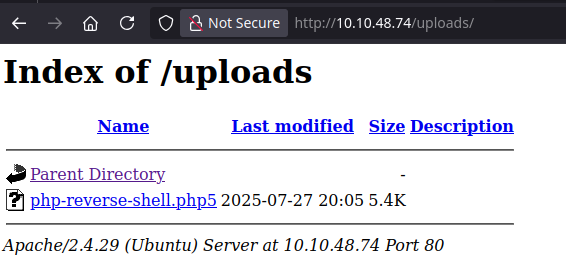 Not Secure http://10.10.48.74/uploads/
Index of /uploads
Name Last modified Size Description
Parent Directory -
php-reverse-shell.php5 2025-07-27 20:05 5.4K
Apache/2.4.29 (Ubuntu) Server at 10.10.48.74 Port 80